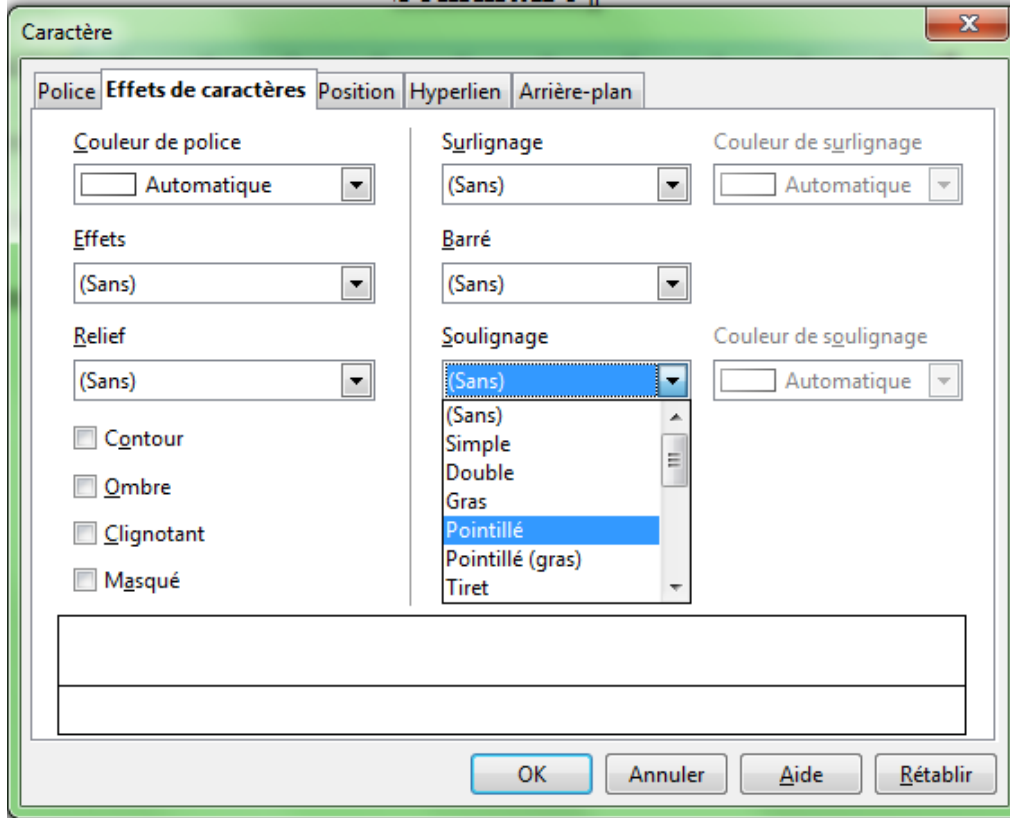 Caractère
Police Effets de caractères Position Hyperlien Arrière-plan
Couleur de police
Automatique
Effets
(Sans)
Relief
(Sans)
Contour
Ombre
Clignotant
Masqué
Surlignage
(Sans)
Couleur de surlignage
Automatique
Barré
(Sans)
Soulignage
(Sans)
Couleur de soulignage
Automatique
(Sans)
Simple
Double
Gras
Pointillé
Pointillé (gras)
Tiret
OK Annuler Aide Rétablir